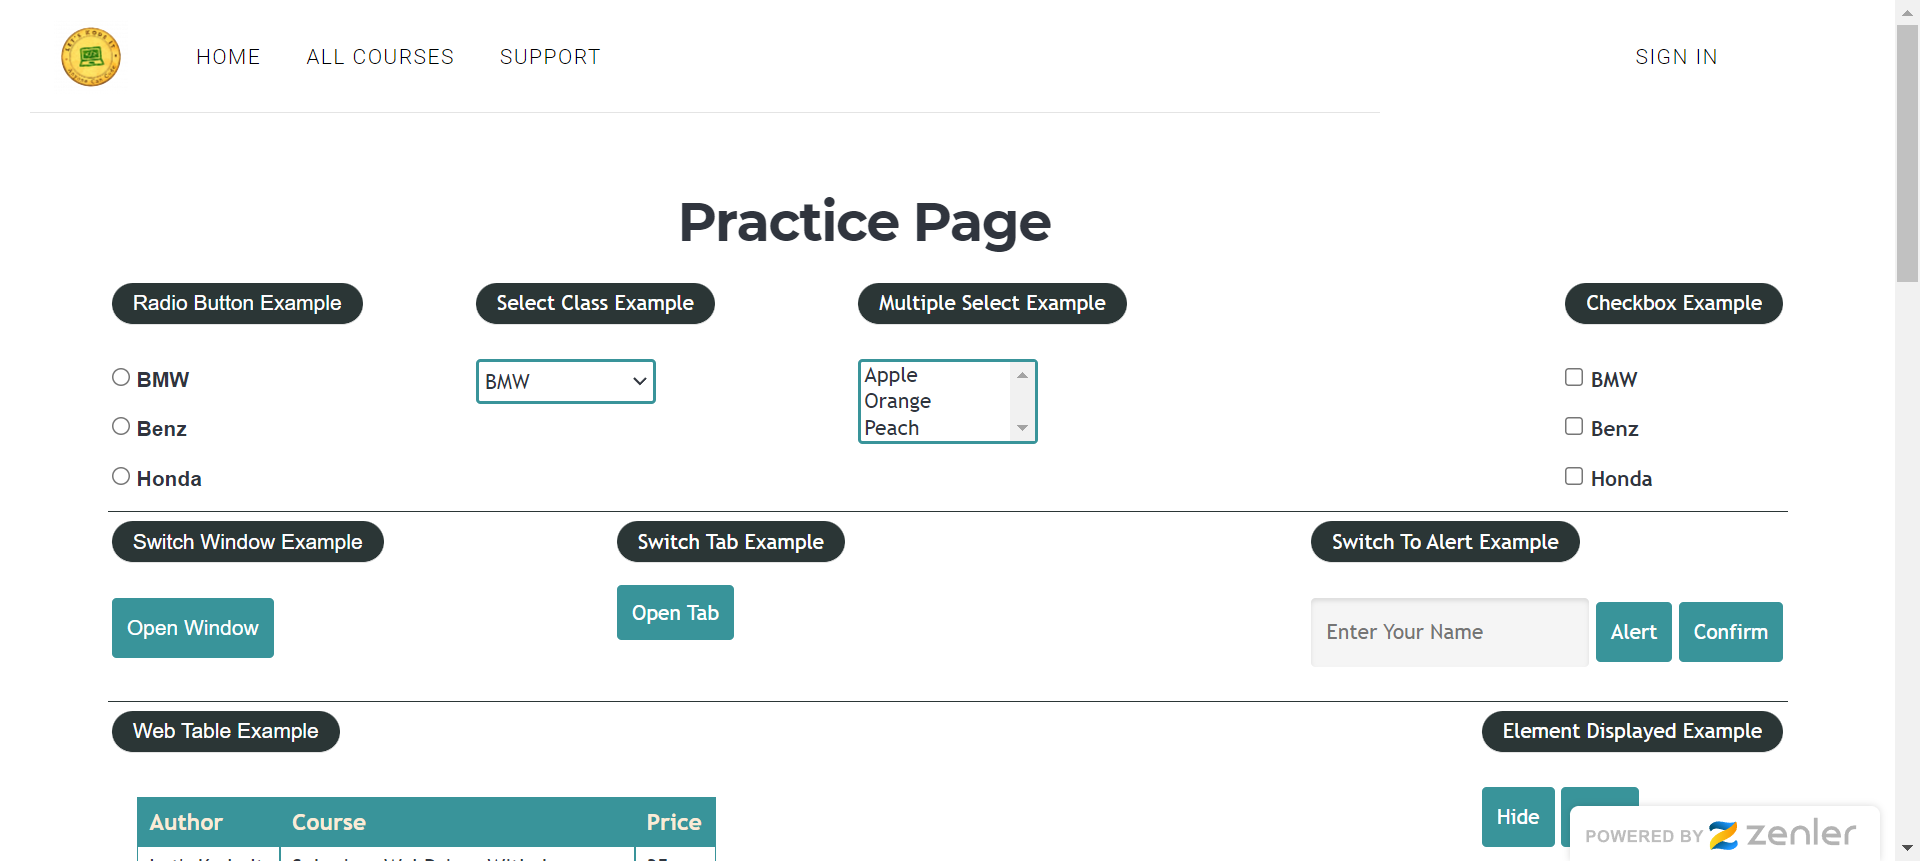 HOME ALL COURSES SUPPORT SIGN IN
Practice Page
Radio Button Example Select Class Example Multiple Select Example Checkbox Example
BMW BMW Apple BMW
Orange
Benz Peach Benz
Honda Honda
Switch Window Example Switch Tab Example Switch To Alert Example
Open Window Open Tab Enter Your Name Alert Confirm
Web Table Example Element Displayed Example
Hide
Author Course Price
POWERED BY zenler